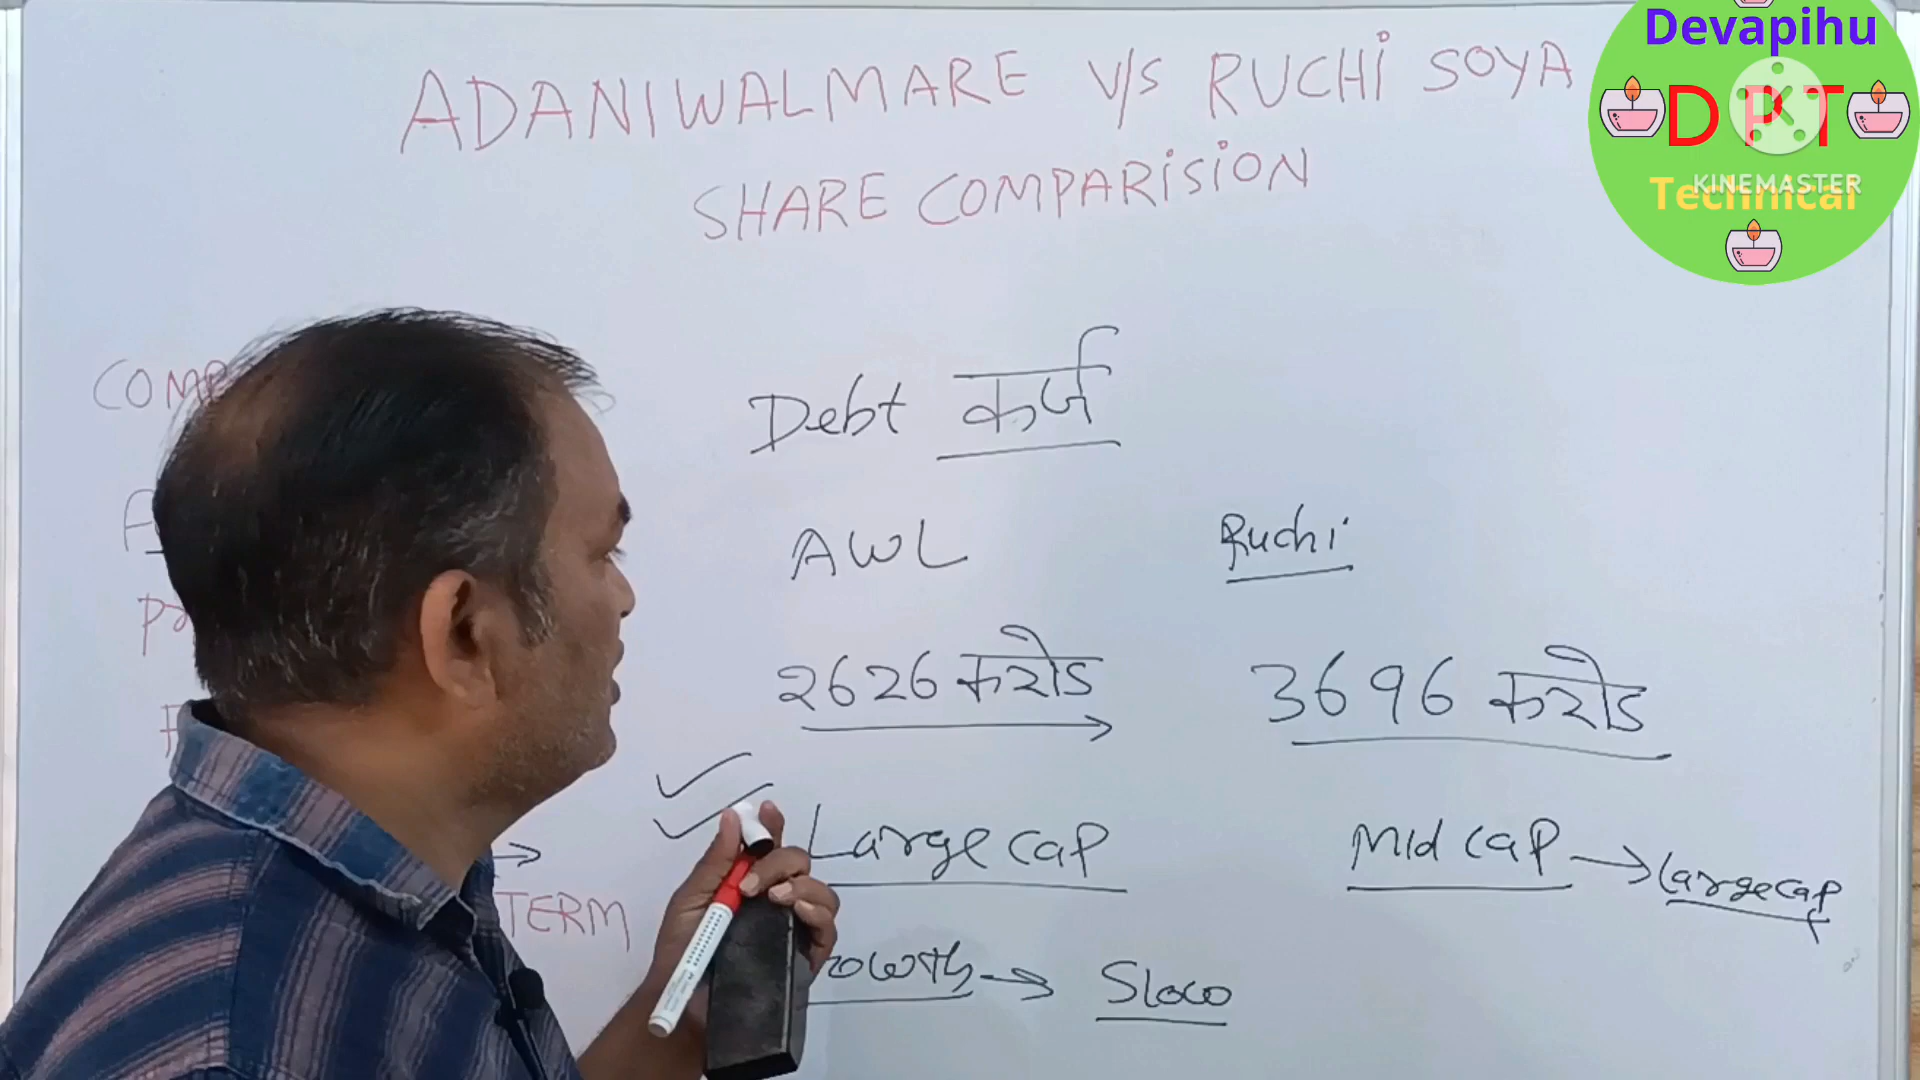 ADANIWALMARE V/S RUCHI SOYA
SHARE COMPARISION
Devapihu
DPT
Technical
KINEMASTER
Debt कर्ज
AWL Ruchi
2626 करोड 3696 करोड
Large cap Mid cap → Largecap
→ Slow
TERM